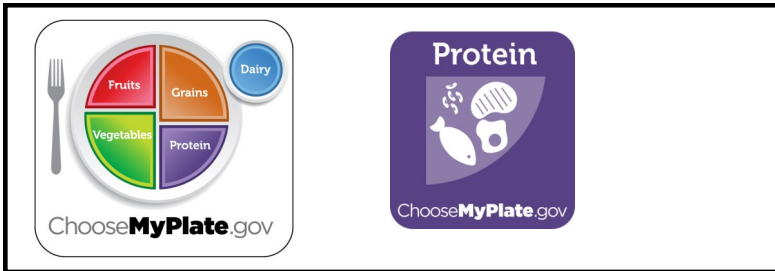 Fruits
Grains
Dairy
Vegetables
Protein
ChooseMyPlate.gov
Protein
ChooseMyPlate.gov